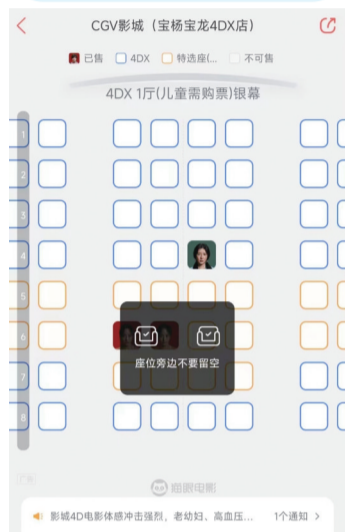 CGV影城（宝杨宝龙4DX店）
已售 4DX 特选座(... 不可售
4DX 1厅(儿童需购票)银幕
1
2
3
4
5
6
7
8
座位旁边不要留空
广告
猫眼电影
影城4D电影体感冲击强烈，老幼妇、高血压... 1个通知 >